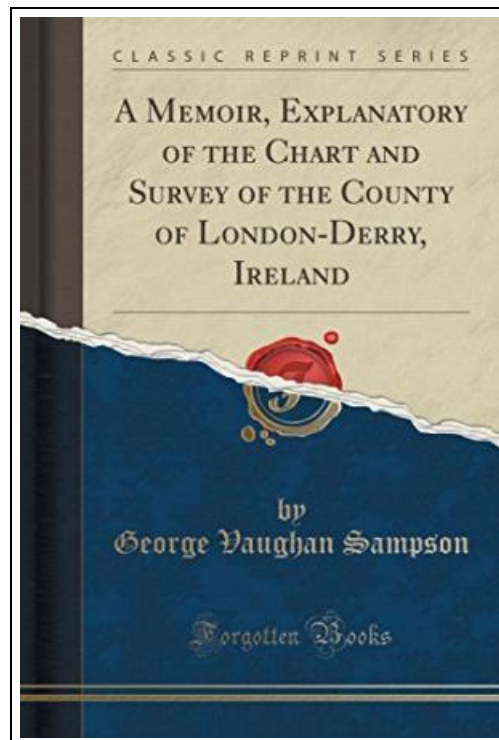 CLASSIC REPRINT SERIES
A MEMOIR, EXPLANATORY
OF THE CHART AND
SURVEY OF THE COUNTY
OF LONDON-DERRY,
IRELAND
by
George Vaughan Sampson
Forgotten Books